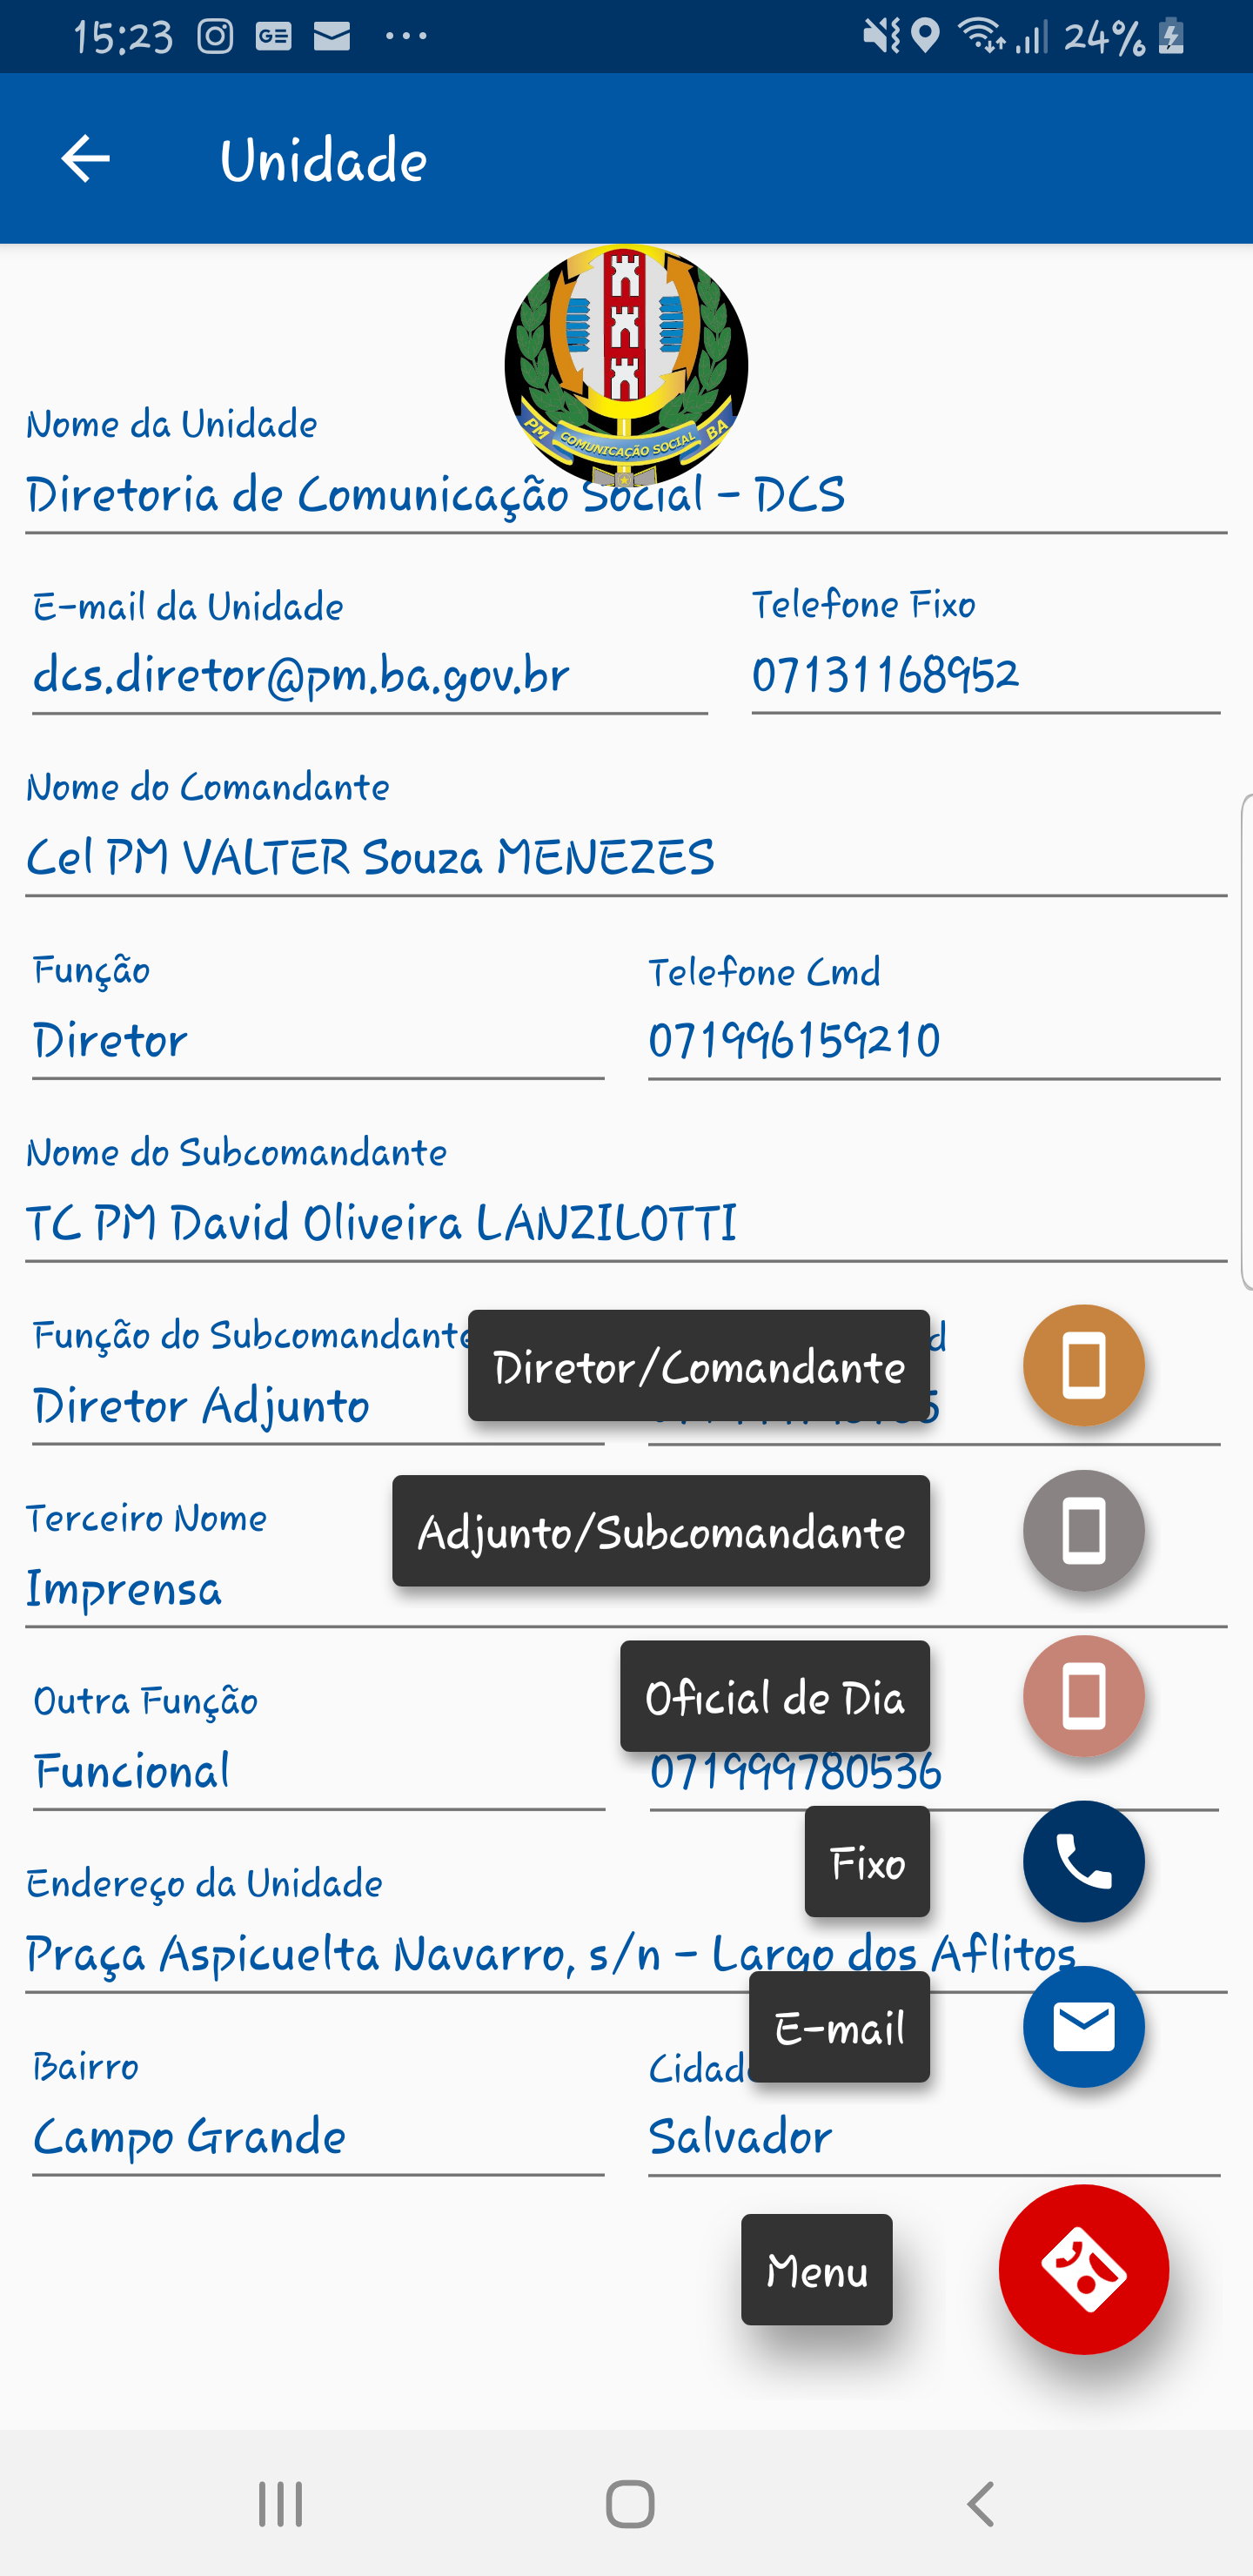 15:23
24%
Unidade
PM COMUNICAÇÃO SOCIAL BA
Nome da Unidade
Diretoria de Comunicação Social - DCS
E-mail da Unidade
Telefone Fixo
dcs.diretor@pm.ba.gov.br
07131168952
Nome do Comandante
Cel PM VALTER Souza MENEZES
Função
Telefone Cmd
Diretor
071996159210
Nome do Subcomandante
TC PM David Oliveira LANZILOTTI
Função do Subcomandante
Diretor/Comandante
Diretor Adjunto
Terceiro Nome
Adjunto/Subcomandante
Imprensa
Outra Função
Oficial de Dia
Funcional
071999780536
Fixo
Endereço da Unidade
Praça Aspicuelta Navarro, s/n - Largo dos Aflitos
E-mail
Bairro
Cidade
Campo Grande
Salvador
Menu